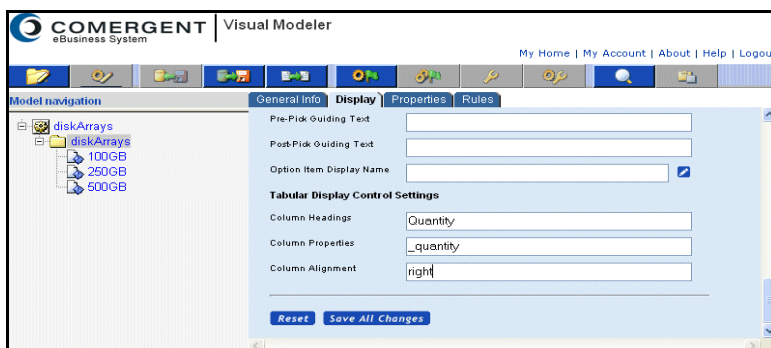 COMERGENT Visual Modeler
eBusiness System
My Home | My Account | About | Help | Logou
Model navigation
General Info Display Properties Rules
diskArrays
diskArrays
100GB
250GB
500GB
Pre-Pick Guiding Text
Post-Pick Guiding Text
Option Item Display Name
Tabular Display Control Settings
Column Headings Quantity
Column Properties _quantity
Column Alignment right
Reset Save All Changes